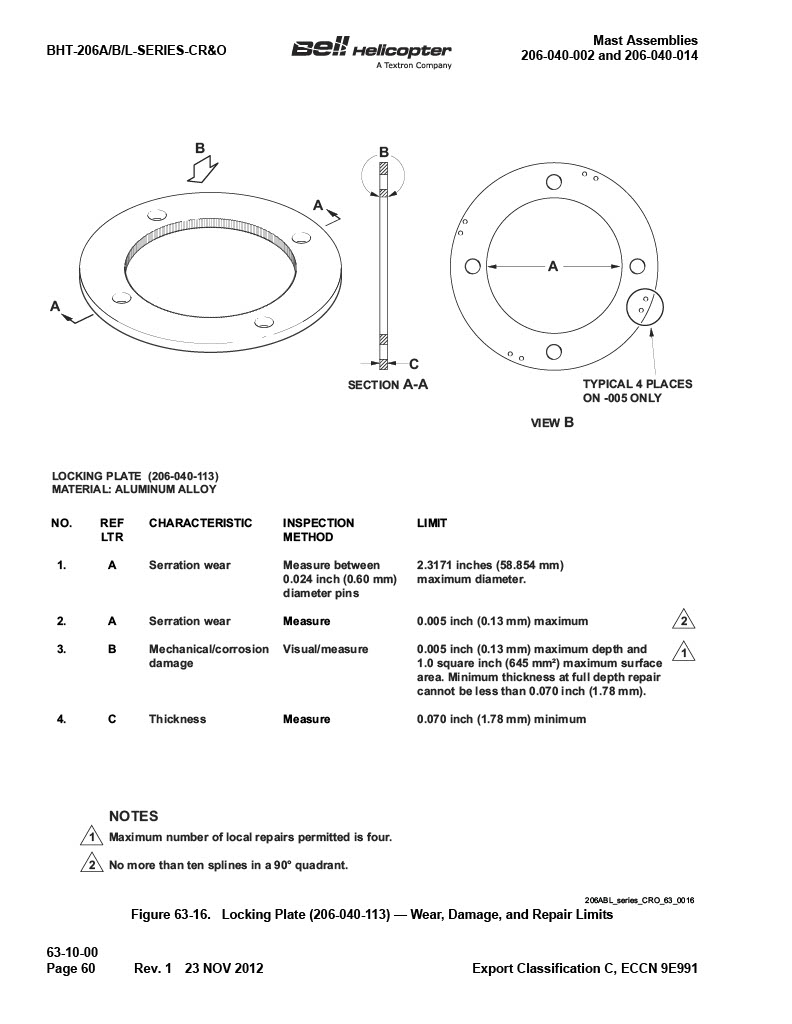 BHT-206A/B/L-SERIES-CR&O
Bell Helicopter
A Textron Company
Mast Assemblies
206-040-002 and 206-040-014
B
A
A
B
C
SECTION A-A
A
TYPICAL 4 PLACES
ON -005 ONLY
VIEW B
LOCKING PLATE (206-040-113)
MATERIAL: ALUMINUM ALLOY
NO. REF CHARACTERISTIC INSPECTION LIMIT
LTR METHOD
1. A Serration wear Measure between 2.3171 inches (58.854 mm)
0.024 inch (0.60 mm) maximum diameter.
diameter pins
2. A Serration wear Measure 0.005 inch (0.13 mm) maximum 2
3. B Mechanical/corrosion Visual/measure 0.005 inch (0.13 mm) maximum depth and 1
damage 1.0 square inch (645 mm²) maximum surface
area. Minimum thickness at full depth repair
cannot be less than 0.070 inch (1.78 mm).
4. C Thickness Measure 0.070 inch (1.78 mm) minimum
NOTES
1 Maximum number of local repairs permitted is four.
2 No more than ten splines in a 90° quadrant.
206ABL_series_CRO_63_0016
Figure 63-16. Locking Plate (206-040-113) — Wear, Damage, and Repair Limits
63-10-00
Page 60 Rev. 1 23 NOV 2012 Export Classification C, ECCN 9E991